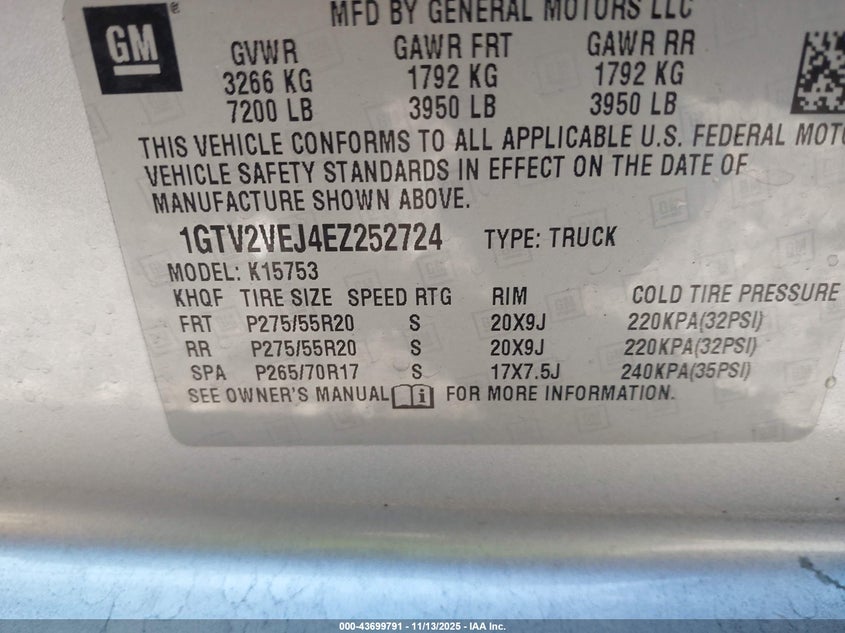 MFD BY GENERAL MOTORS LLC
GM ®
GVWR GAWR FRT GAWR RR
3266 KG 1792 KG 1792 KG
7200 LB 3950 LB 3950 LB
THIS VEHICLE CONFORMS TO ALL APPLICABLE U.S. FEDERAL MOTO
VEHICLE SAFETY STANDARDS IN EFFECT ON THE DATE OF
MANUFACTURE SHOWN ABOVE.
1GTV2VEJ4EZ252724 TYPE: TRUCK
MODEL: K15753
KHQF TIRE SIZE SPEED RTG RIM COLD TIRE PRESSURE
FRT P275/55R20 S 20X9J 220KPA(32PSI)
RR P275/55R20 S 20X9J 220KPA(32PSI)
SPA P265/70R17 S 17X7.5J 240KPA(35PSI)
SEE OWNER'S MANUAL i FOR MORE INFORMATION.
000-43699791 - 11/13/2025 - IAA Inc.